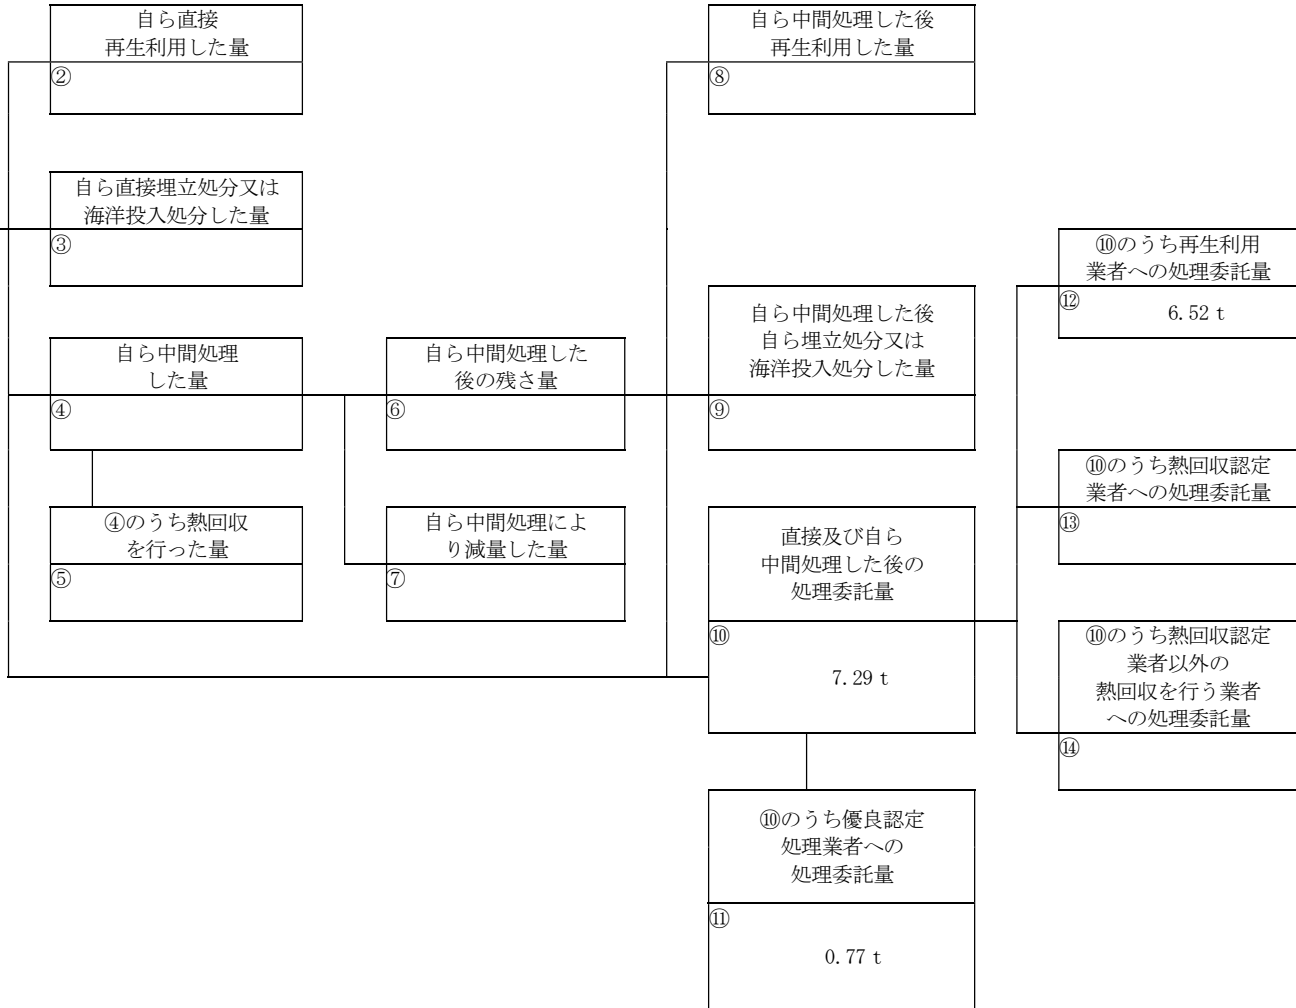 自ら直接
再生利用した量
②
自ら中間処理した後
再生利用した量
⑧
自ら直接埋立処分又は
海洋投入処分した量
③
⑩のうち再生利用
業者への処理委託量
⑫
6.52 t
自ら中間処理した後
自ら埋立処分又は
海洋投入処分した量
⑨
自ら中間処理
した量
④
自ら中間処理した
後の残さ量
⑥
⑩のうち熱回収認定
業者への処理委託量
⑬
④のうち熱回収
を行った量
⑤
自ら中間処理によ
り減量した量
⑦
直接及び自ら
中間処理した後の
処理委託量
⑩
7.29 t
⑩のうち熱回収認定
業者以外の
熱回収を行う業者
への処理委託量
⑭
⑩のうち優良認定
処理業者への
処理委託量
⑪
0.77 t